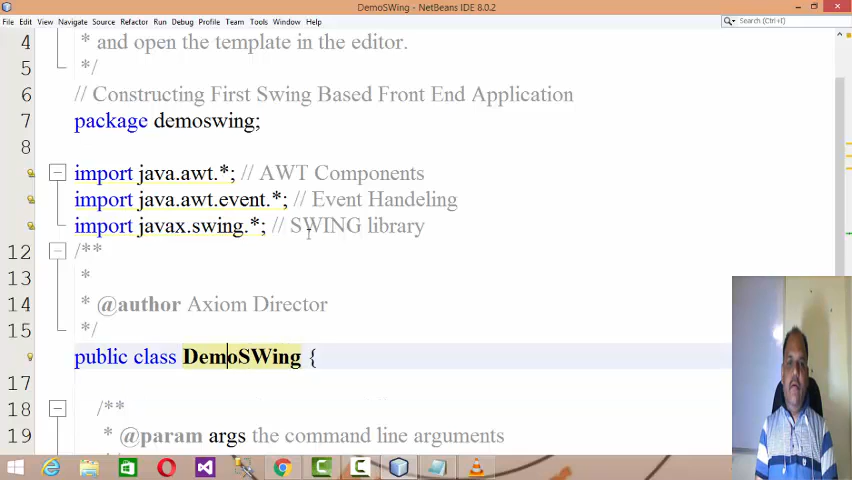 DemoSWing - NetBeans IDE 8.0.2
File Edit View Navigate Source Refactor Run Debug Profile Team Tools Window Help
Search (Ctrl+I)
4 * and open the template in the editor.
5 */
6 // Constructing First Swing Based Front End Application
7 package demoswing;
8
import java.awt.*; // AWT Components
import java.awt.event.*; // Event Handeling
import javax.swing.*; // SWING library
12 /**
13 *
14 * @author Axiom Director
15 */
public class DemoSWing {
17
18 /**
19 * @param args the command line arguments